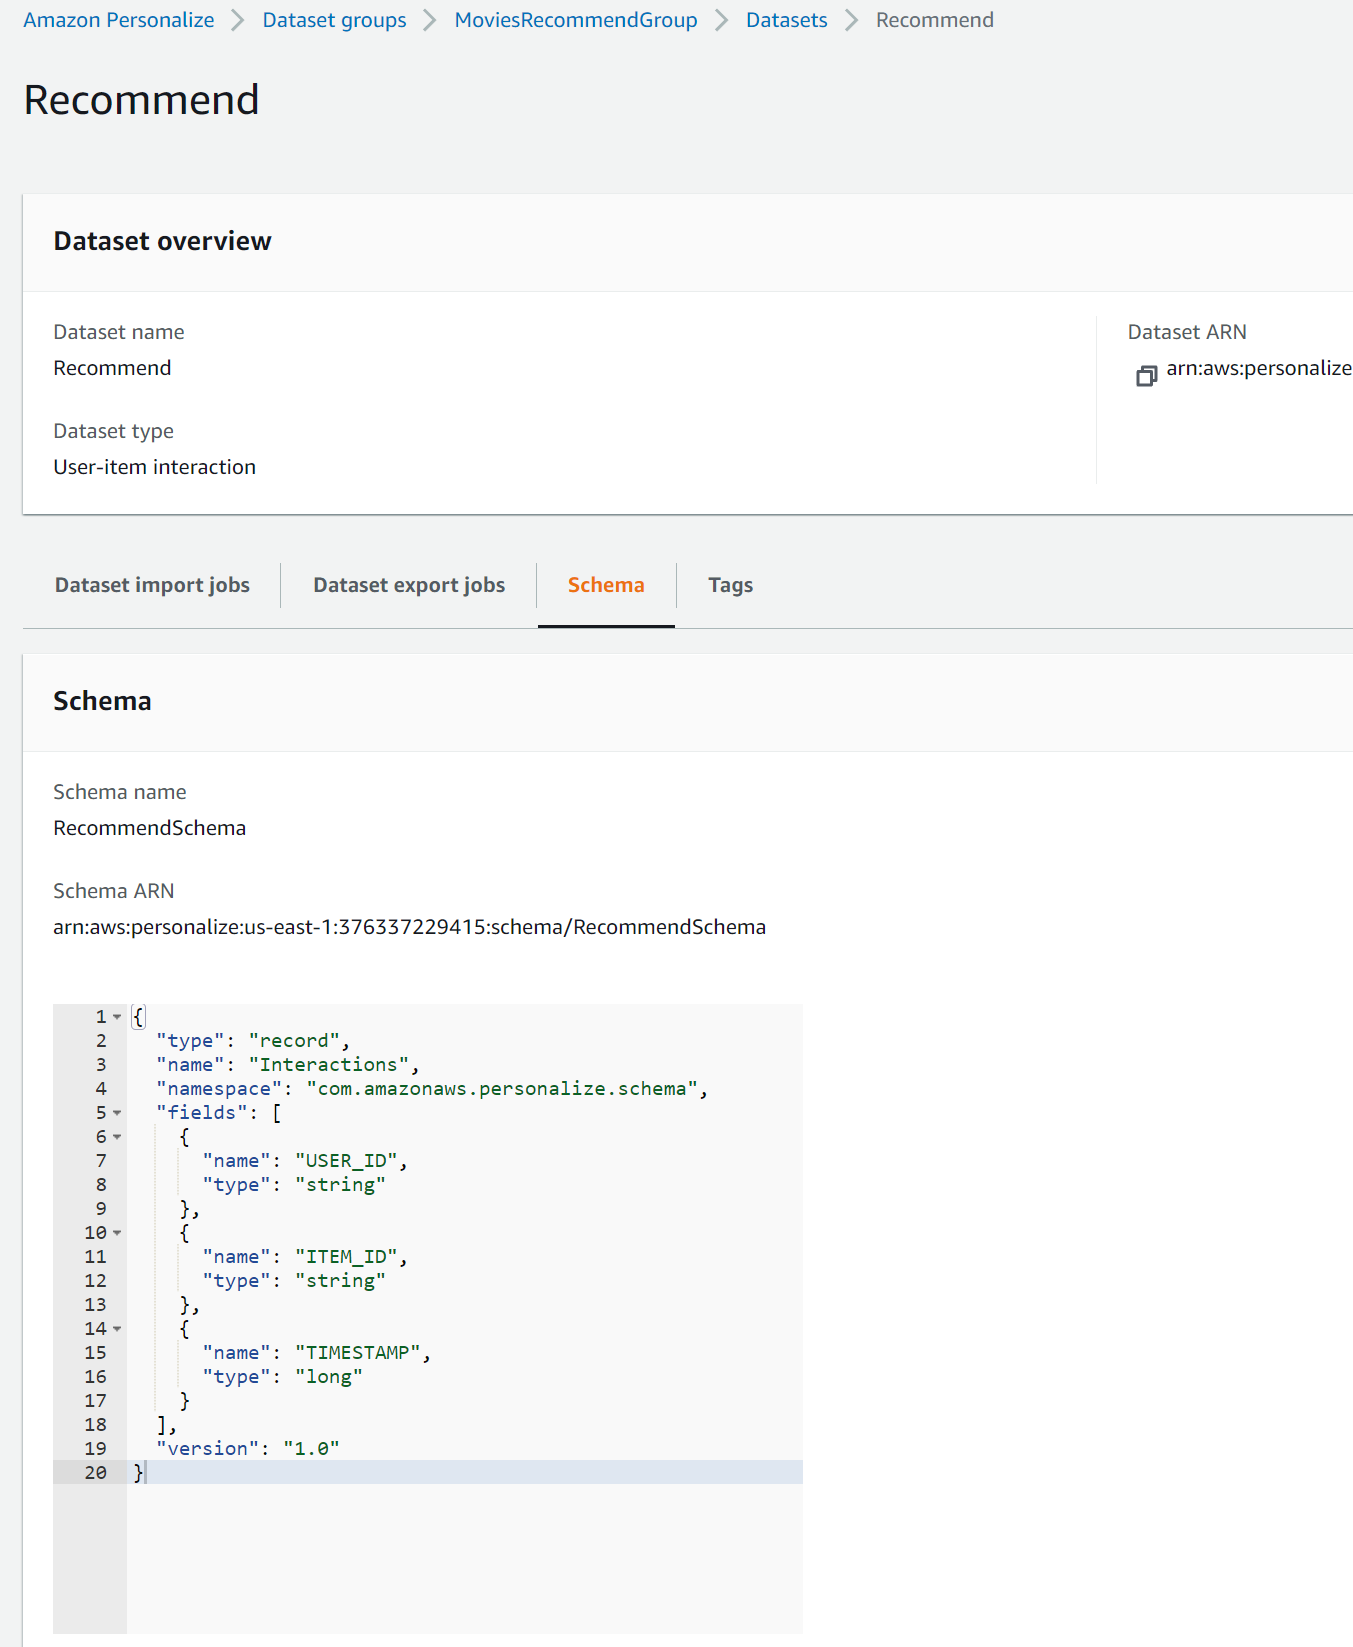 Amazon Personalize > Dataset groups > MoviesRecommendGroup > Datasets > Recommend
Recommend
Dataset overview
Dataset name
Recommend
Dataset type
User-item interaction
Dataset ARN
arn:aws:personalize
Dataset import jobs
Dataset export jobs
Schema
Tags
Schema
Schema name
RecommendSchema
Schema ARN
arn:aws:personalize:us-east-1:376337229415:schema/RecommendSchema
1 {
2   "type": "record",
3   "name": "Interactions",
4   "namespace": "com.amazonaws.personalize.schema",
5   "fields": [
6     {
7       "name": "USER_ID",
8       "type": "string"
9     },
10     {
11       "name": "ITEM_ID",
12       "type": "string"
13     },
14     {
15       "name": "TIMESTAMP",
16       "type": "long"
17     }
18   ],
19   "version": "1.0"
20 }